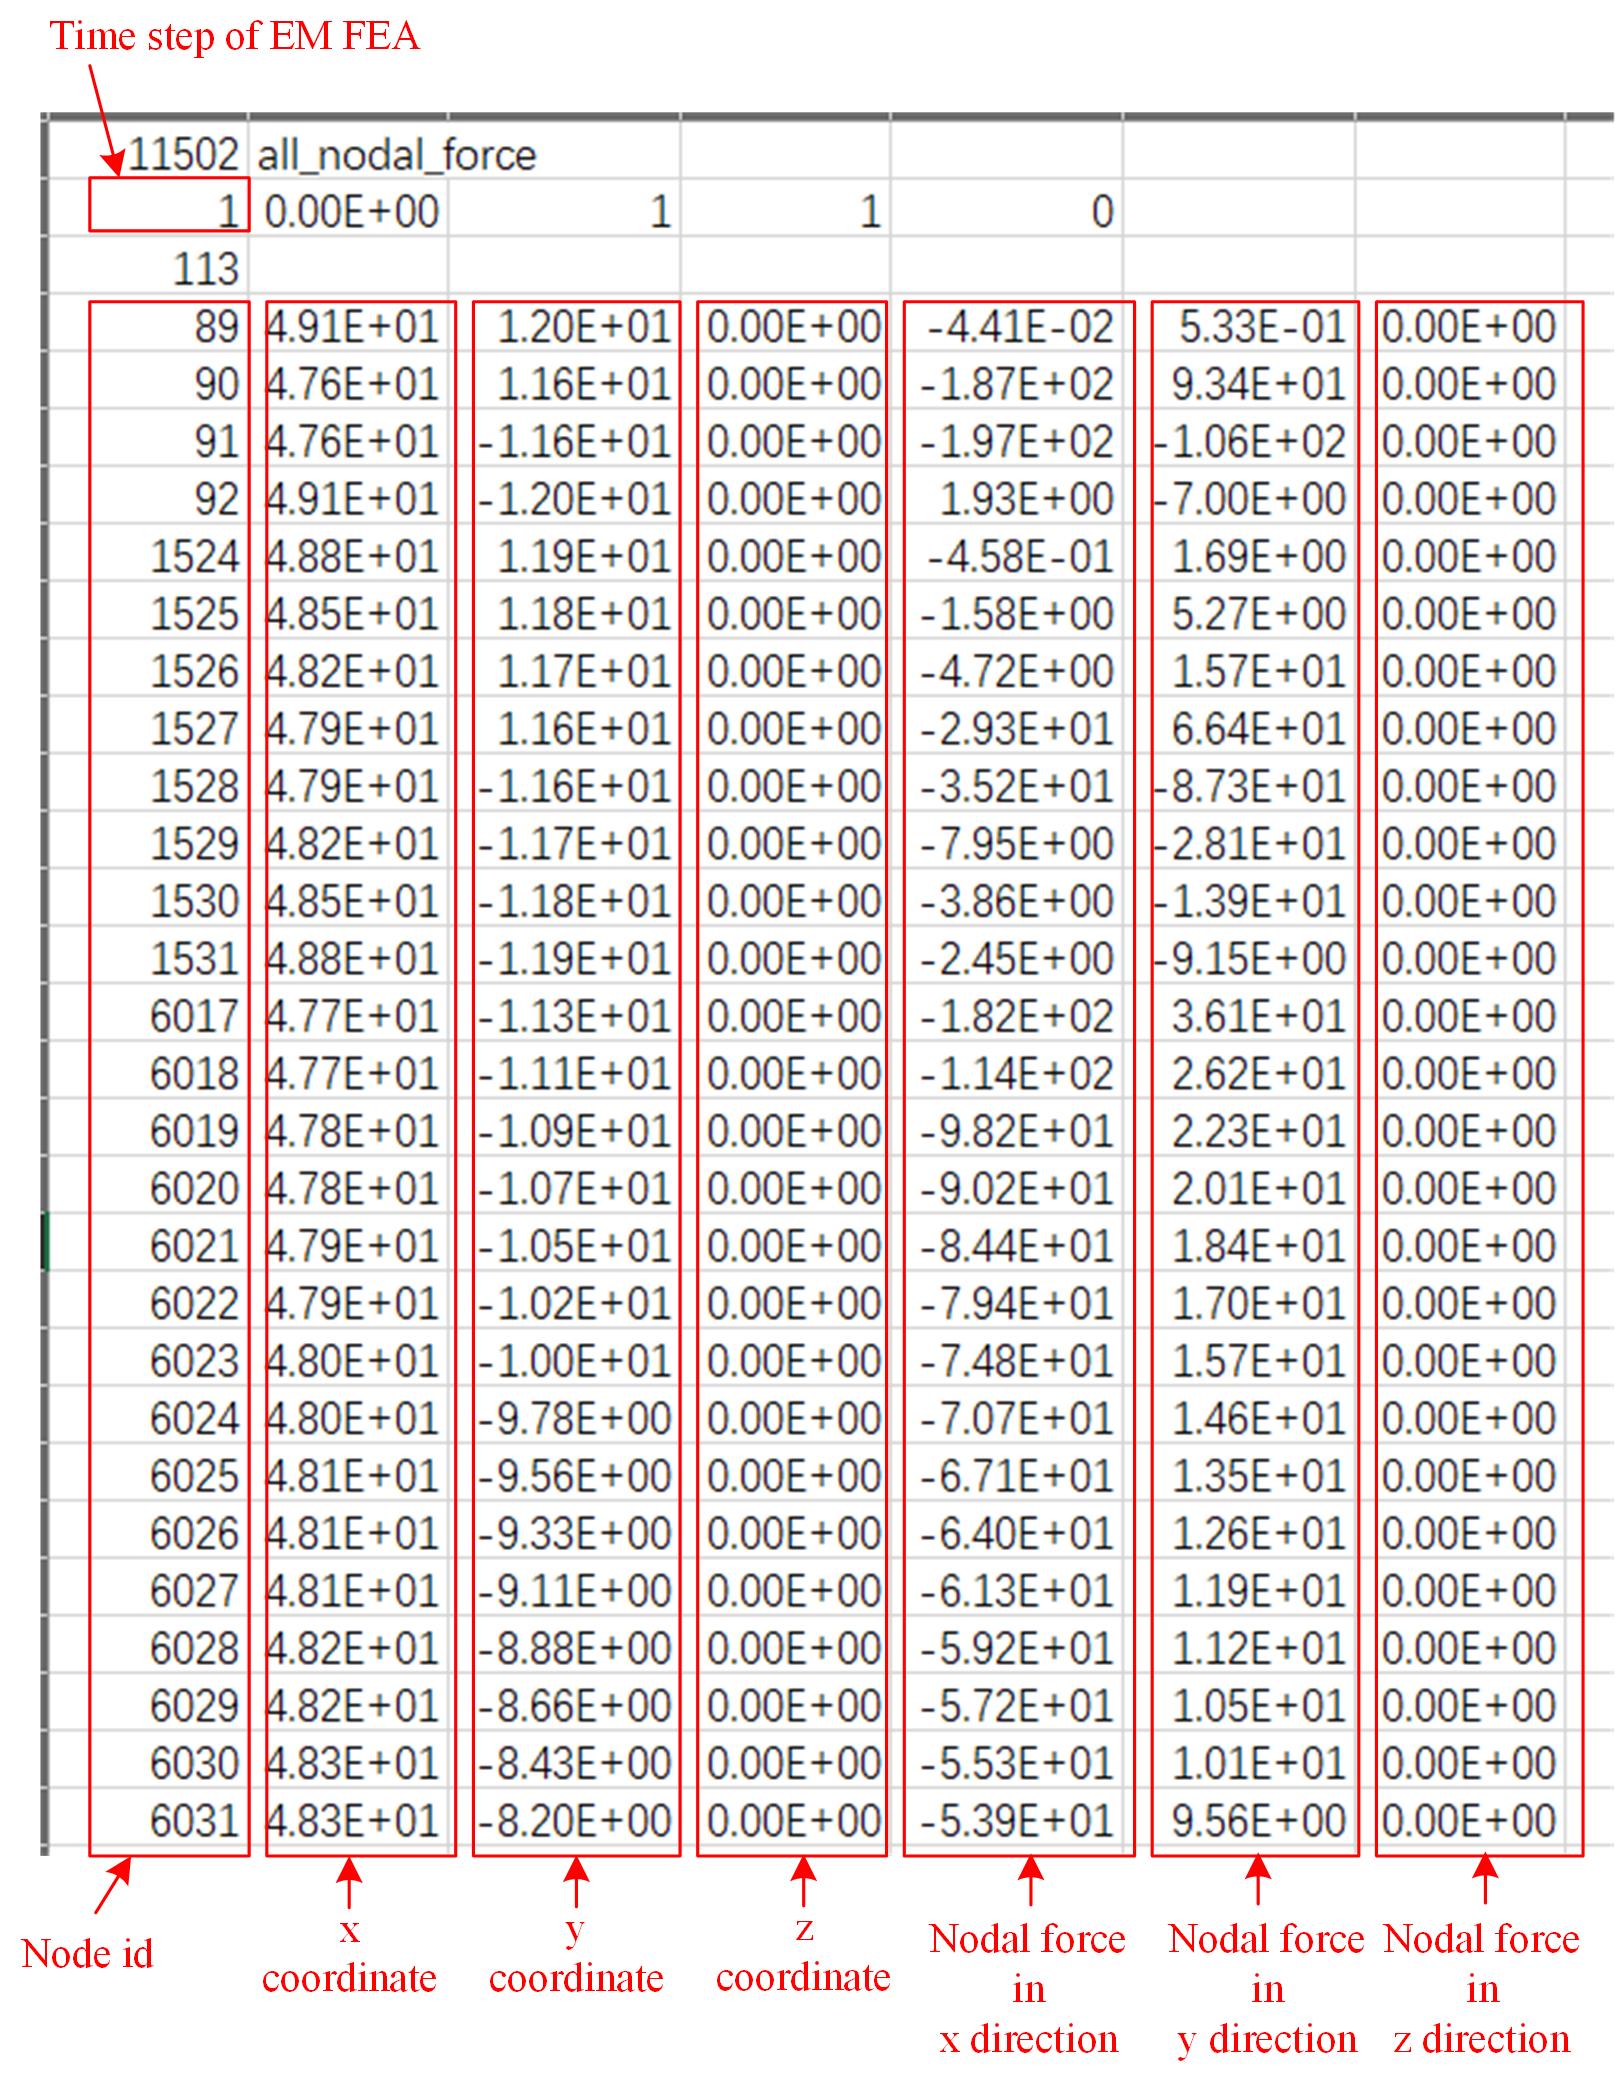 Time step of EM FEA
11502 all_nodal_force
1 0.00E+00 1 1 0
113
89 4.91E+01 1.20E+01 0.00E+00 -4.41E-02 5.33E-01 0.00E+00
90 4.76E+01 1.16E+01 0.00E+00 -1.87E+02 9.34E+01 0.00E+00
91 4.76E+01 -1.16E+01 0.00E+00 -1.97E+02 -1.06E+02 0.00E+00
92 4.91E+01 -1.20E+01 0.00E+00 1.93E+00 -7.00E+00 0.00E+00
1524 4.88E+01 1.19E+01 0.00E+00 -4.58E-01 1.69E+00 0.00E+00
1525 4.85E+01 1.18E+01 0.00E+00 -1.58E+00 5.27E+00 0.00E+00
1526 4.82E+01 1.17E+01 0.00E+00 -4.72E+00 1.57E+01 0.00E+00
1527 4.79E+01 1.16E+01 0.00E+00 -2.93E+01 6.64E+01 0.00E+00
1528 4.79E+01 -1.16E+01 0.00E+00 -3.52E+01 -8.73E+01 0.00E+00
1529 4.82E+01 -1.17E+01 0.00E+00 -7.95E+00 -2.81E+01 0.00E+00
1530 4.85E+01 -1.18E+01 0.00E+00 -3.86E+00 -1.39E+01 0.00E+00
1531 4.88E+01 -1.19E+01 0.00E+00 -2.45E+00 -9.15E+00 0.00E+00
6017 4.77E+01 -1.13E+01 0.00E+00 -1.82E+02 3.61E+01 0.00E+00
6018 4.77E+01 -1.11E+01 0.00E+00 -1.14E+02 2.62E+01 0.00E+00
6019 4.78E+01 -1.09E+01 0.00E+00 -9.82E+01 2.23E+01 0.00E+00
6020 4.78E+01 -1.07E+01 0.00E+00 -9.02E+01 2.01E+01 0.00E+00
6021 4.79E+01 -1.05E+01 0.00E+00 -8.44E+01 1.84E+01 0.00E+00
6022 4.79E+01 -1.02E+01 0.00E+00 -7.94E+01 1.70E+01 0.00E+00
6023 4.80E+01 -1.00E+01 0.00E+00 -7.48E+01 1.57E+01 0.00E+00
6024 4.80E+01 -9.78E+00 0.00E+00 -7.07E+01 1.46E+01 0.00E+00
6025 4.81E+01 -9.56E+00 0.00E+00 -6.71E+01 1.35E+01 0.00E+00
6026 4.81E+01 -9.33E+00 0.00E+00 -6.40E+01 1.26E+01 0.00E+00
6027 4.81E+01 -9.11E+00 0.00E+00 -6.13E+01 1.19E+01 0.00E+00
6028 4.82E+01 -8.88E+00 0.00E+00 -5.92E+01 1.12E+01 0.00E+00
6029 4.82E+01 -8.66E+00 0.00E+00 -5.72E+01 1.05E+01 0.00E+00
6030 4.83E+01 -8.43E+00 0.00E+00 -5.53E+01 1.01E+01 0.00E+00
6031 4.83E+01 -8.20E+00 0.00E+00 -5.39E+01 9.56E+00 0.00E+00
Node id
x
coordinate
y
coordinate
z
coordinate
Nodal force
in
x direction
Nodal force
in
y direction
Nodal force
in
z direction